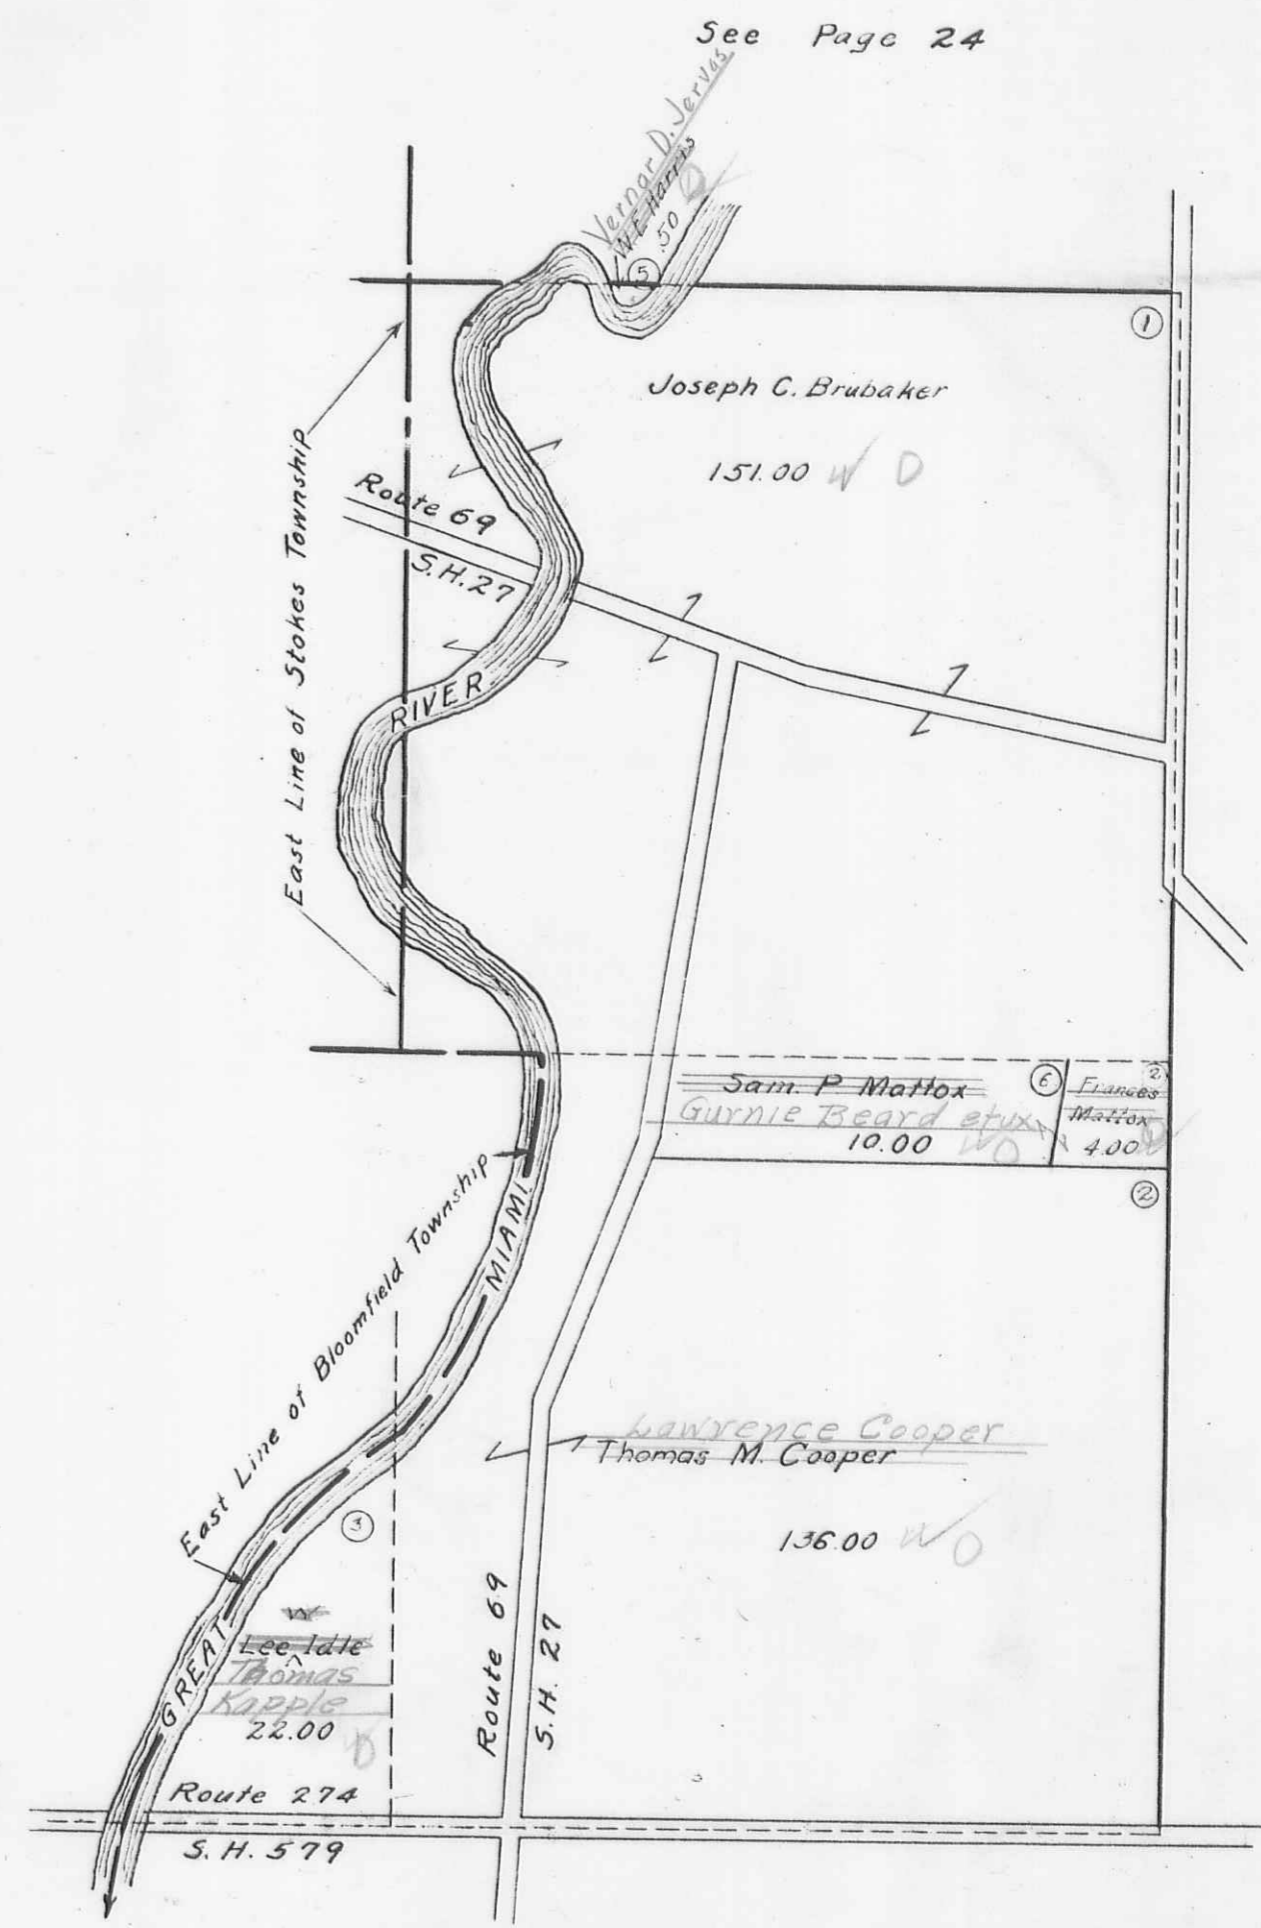 See Page 24
Vernar D. Jervas
W.E. Harris
.50 D
5
1
Joseph C. Brubaker
151.00 W D
Route 69
S.H. 27
East Line of Stokes Township
RIVER
Sam. P Mattox
6
Gurnie Beard etux
10.00 W D
2
Frances
Mattox
4.00 D
2
East Line of Bloomfield Township
MIAMI
Lawrence Cooper
Thomas M. Cooper
136.00 W D
3
W
Lee Idle
Thomas
Kapple
22.00
W D
GREAT
Route 69
S.H. 27
Route 274
S.H. 579